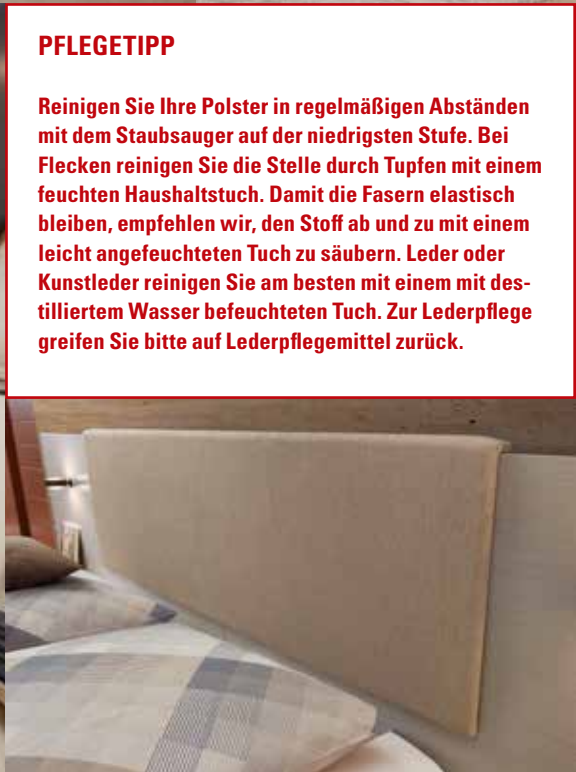 PFLEGETIPP
Reinigen Sie Ihre Polster in regelmäßigen Abständen
mit dem Staubsauger auf der niedrigsten Stufe. Bei
Flecken reinigen Sie die Stelle durch Tupfen mit einem
feuchten Haushaltstuch. Damit die Fasern elastisch
bleiben, empfehlen wir, den Stoff ab und zu mit einem
leicht angefeuchteten Tuch zu säubern. Leder oder
Kunstleder reinigen Sie am besten mit einem mit des-
tilliertem Wasser befeuchteten Tuch. Zur Lederpflege
greifen Sie bitte auf Lederpflegemittel zurück.